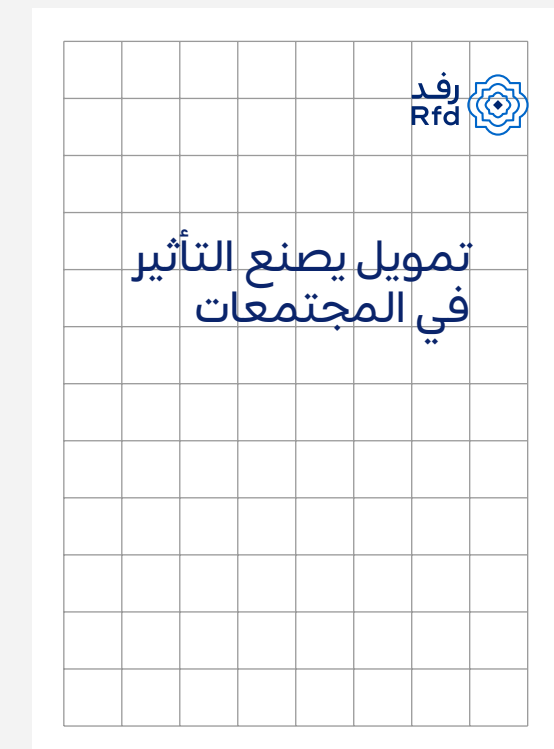 رفد
Rfd
تمويل يصنع التأثير
في المجتمعات